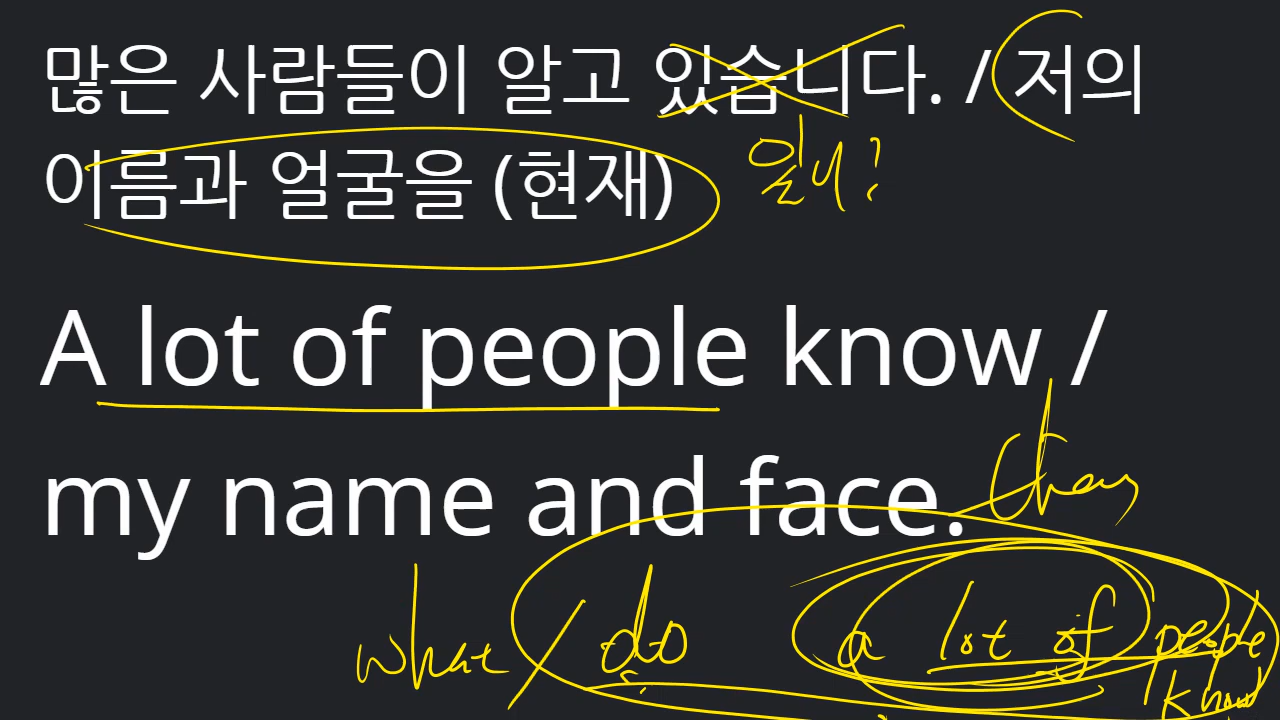 많은 사람들이 알고 있습니다. / 저의
이름과 얼굴을 (현재)
A lot of people know /
my name and face.
they
what / do a lot of people
know